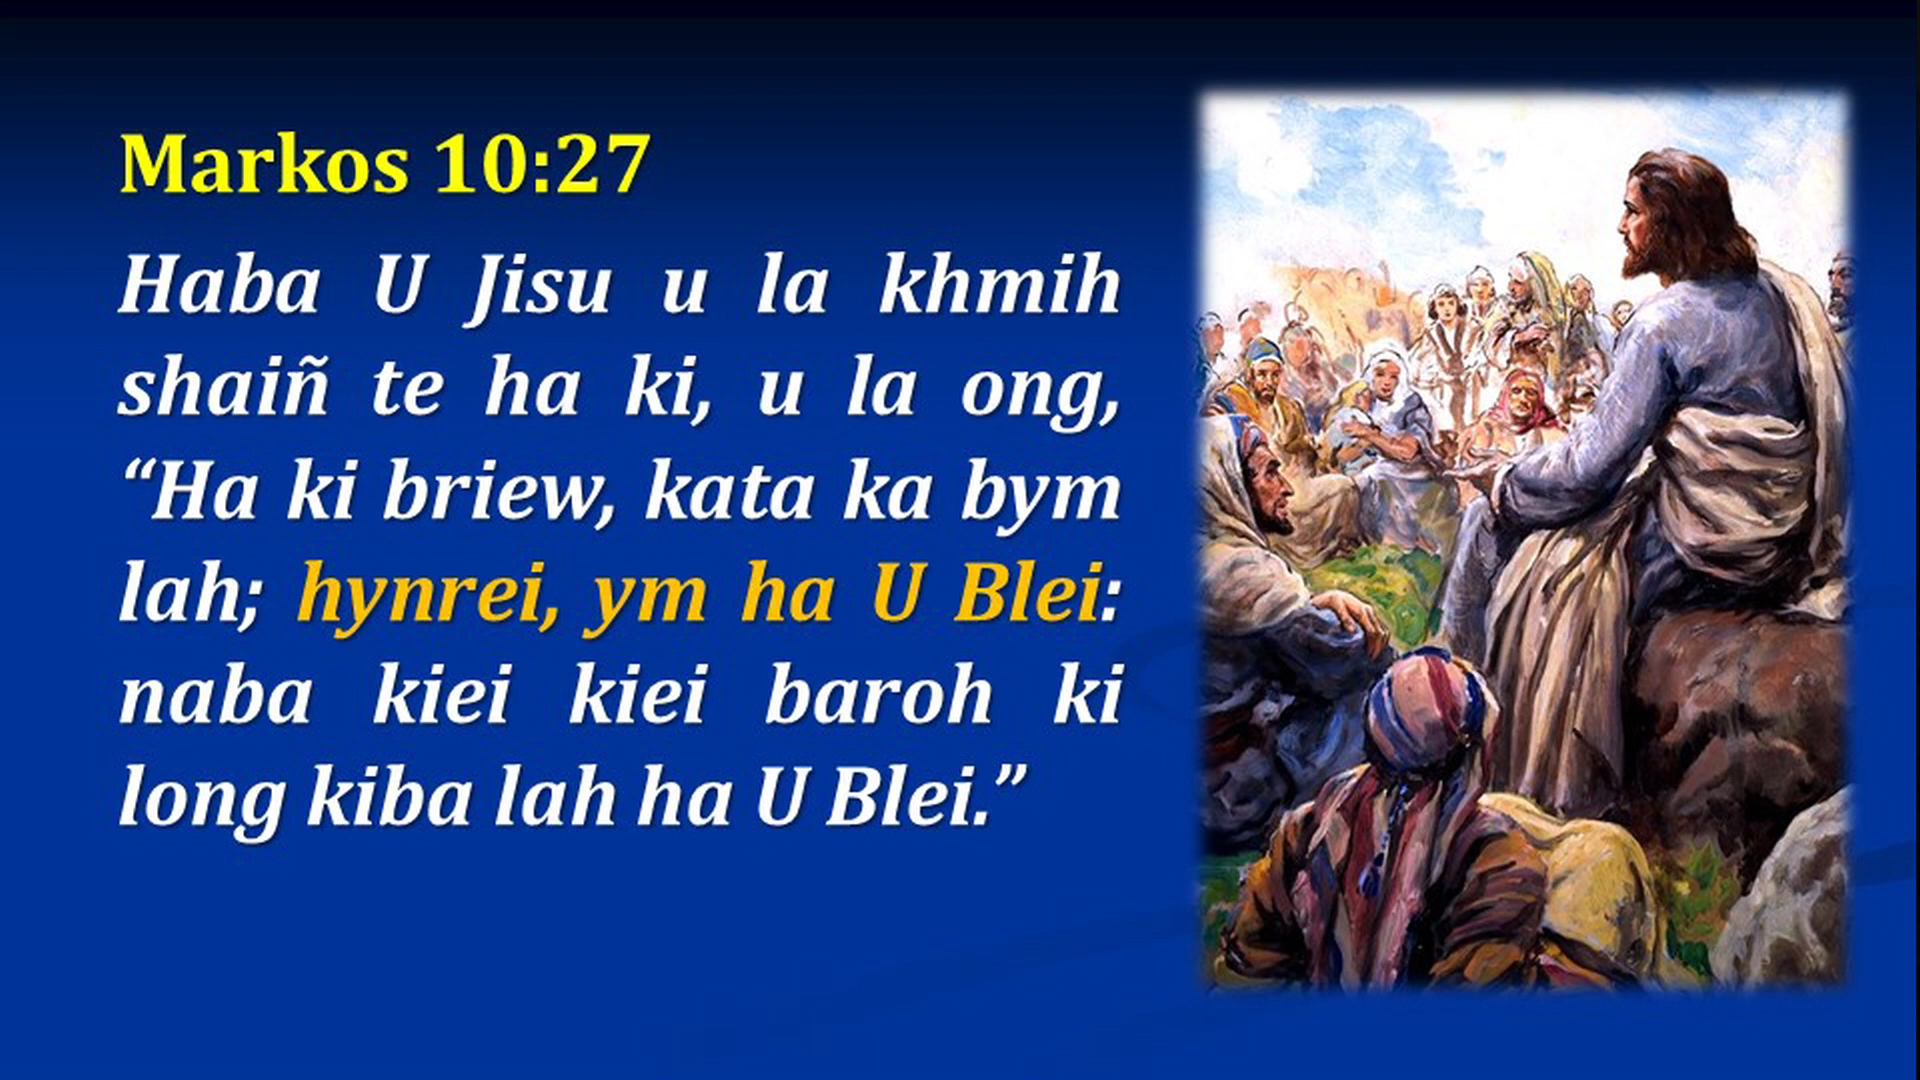 Markos 10:27
Haba U Jisu u la khmih
shaiñ te ha ki, u la ong,
“Ha ki briew, kata ka bym
lah; hynrei, ym ha U Blei:
naba kiei kiei baroh ki
long kiba lah ha U Blei.”